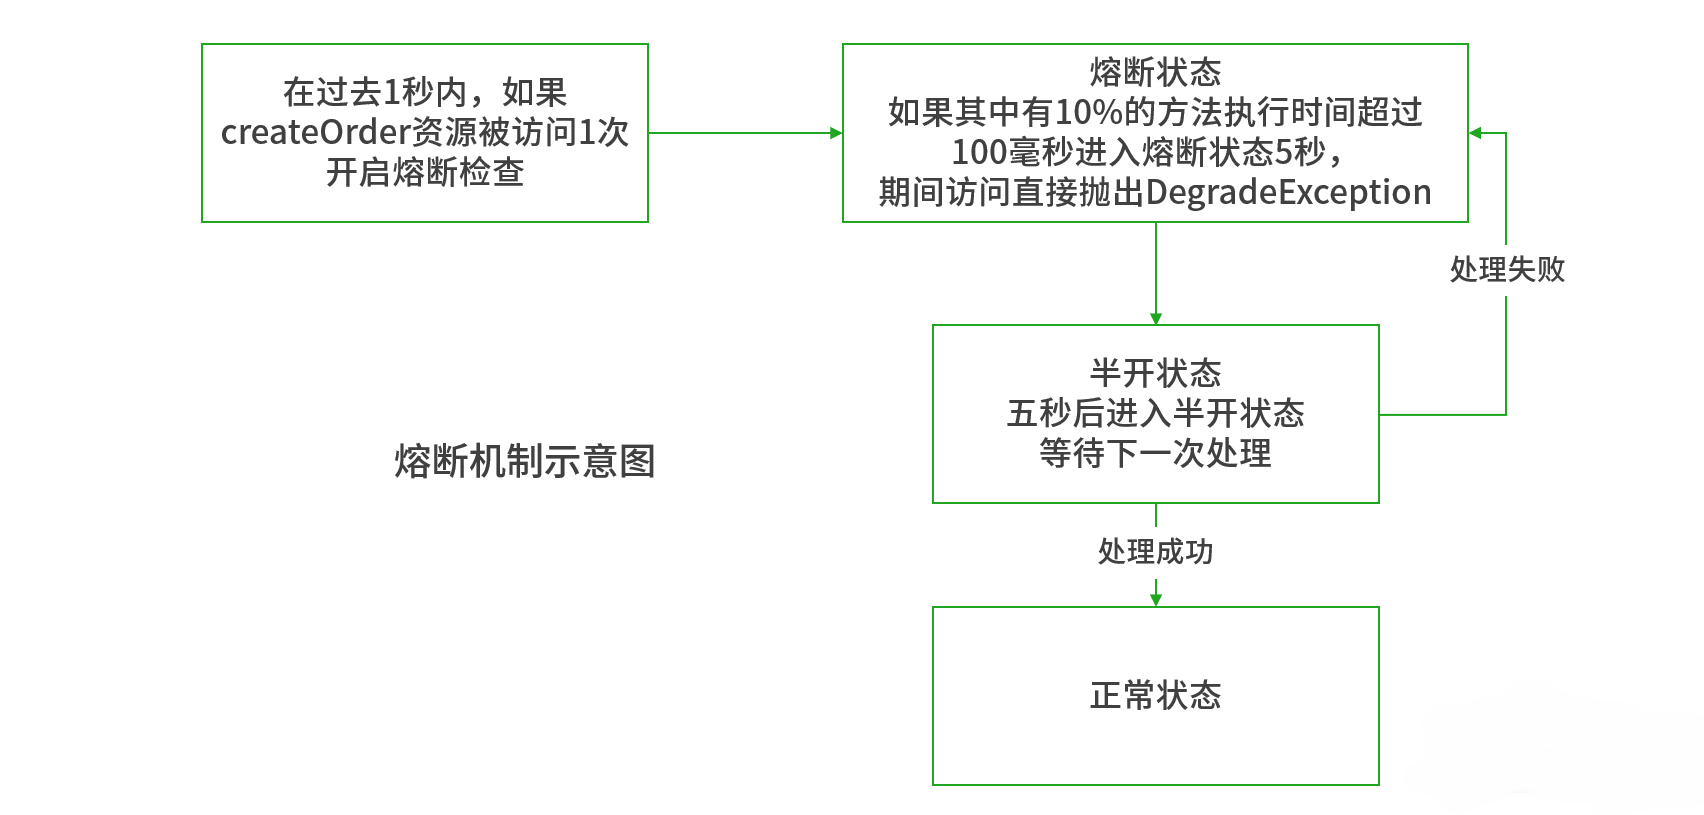 在过去1秒内，如果
createOrder资源被访问1次
开启熔断检查
熔断状态
如果其中有10%的方法执行时间超过
100毫秒进入熔断状态5秒，
期间访问直接抛出DegradeException
处理失败
半开状态
五秒后进入半开状态
等待下一次处理
熔断机制示意图
处理成功
正常状态